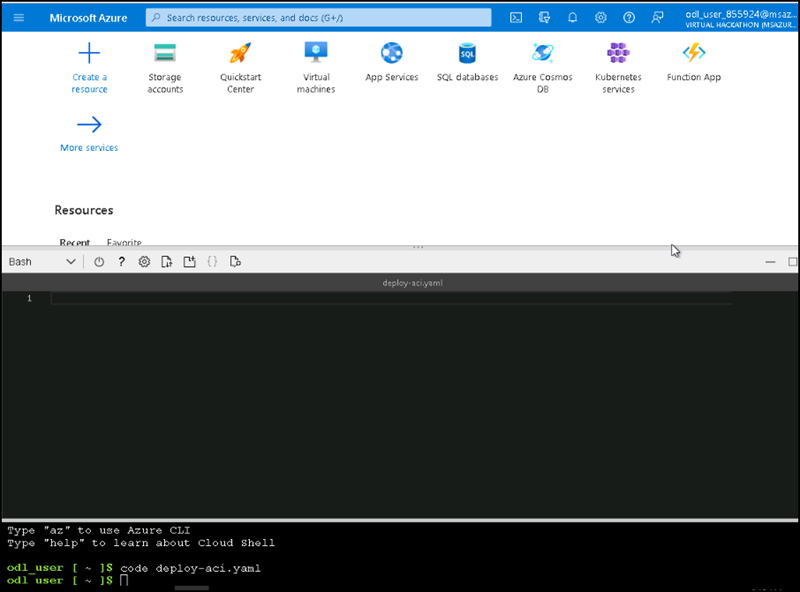 Microsoft Azure
Search resources, services, and docs (G+/)
odl_user_855924@msaz...
VIRTUAL HACKATHON (MSAZUR...
Create a resource
Storage accounts
Quickstart Center
Virtual machines
App Services
SQL databases
Azure Cosmos DB
Kubernetes services
Function App
More services
Resources
Recent Favorite
Bash
deploy-aci.yaml
1
Type "az" to use Azure CLI
Type "help" to learn about Cloud Shell
odl_user [ ~ ]$ code deploy-aci.yaml
odl_user [ ~ ]$